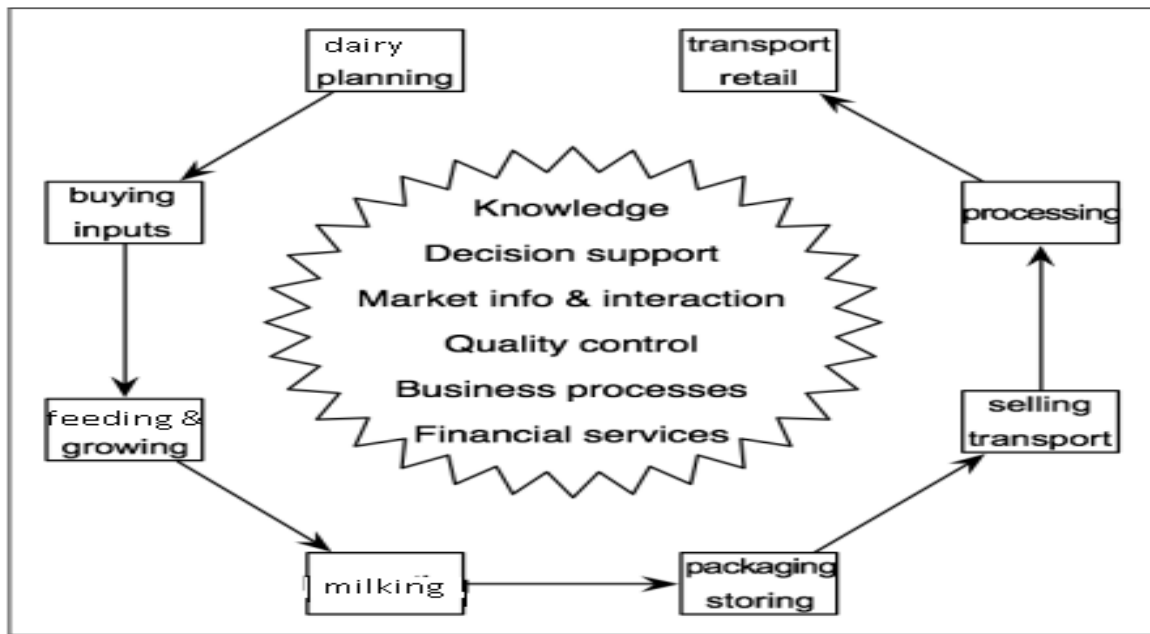 dairy
planning
transport
retail
buying
inputs
Knowledge
Decision support
Market info & interaction
Quality control
Business processes
Financial services
processing
feeding &
growing
selling
transport
milking
packaging
storing